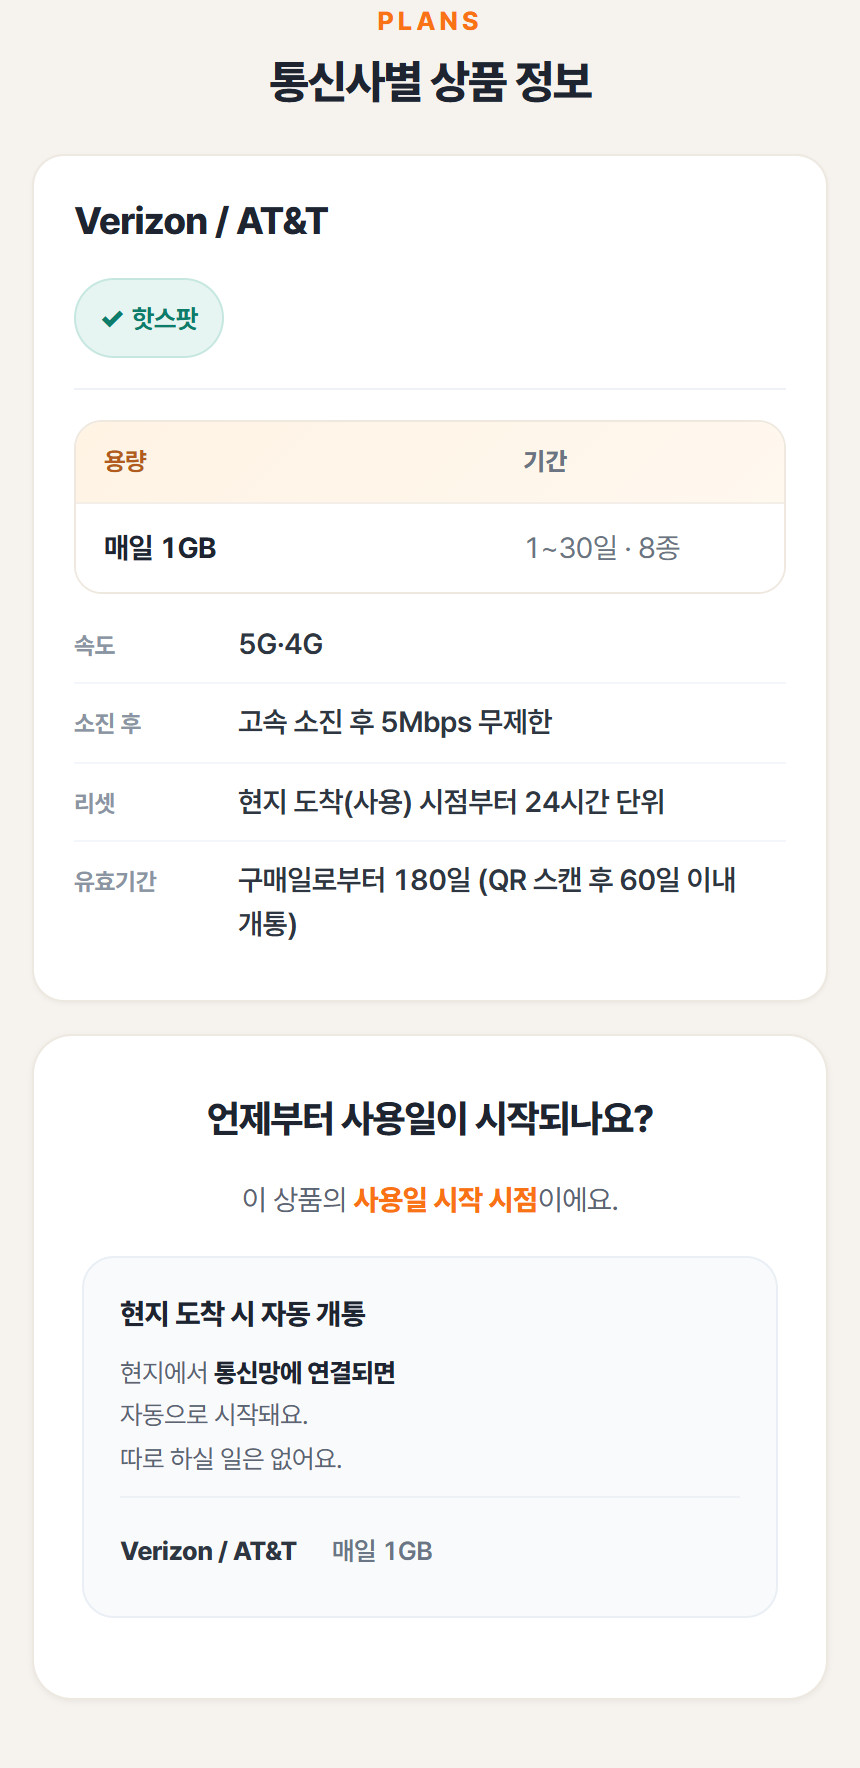 PLANS
통신사별 상품 정보
Verizon / AT&T
✓ 핫스팟
용량 기간
매일 1GB 1~30일 · 8종
속도 5G·4G
소진 후 고속 소진 후 5Mbps 무제한
리셋 현지 도착(사용) 시점부터 24시간 단위
유효기간 구매일로부터 180일 (QR 스캔 후 60일 이내
개통)
언제부터 사용일이 시작되나요?
이 상품의 사용일 시작 시점이에요.
현지 도착 시 자동 개통
현지에서 통신망에 연결되면
자동으로 시작돼요.
따로 하실 일은 없어요.
Verizon / AT&T 매일 1GB